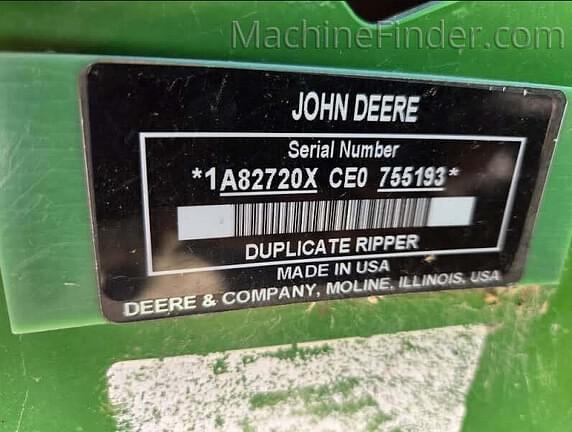 MachineFinder.com
JOHN DEERE
Serial Number
*1A82720X CE0 755193*
DUPLICATE RIPPER
MADE IN USA
DEERE & COMPANY, MOLINE, ILLINOIS, USA